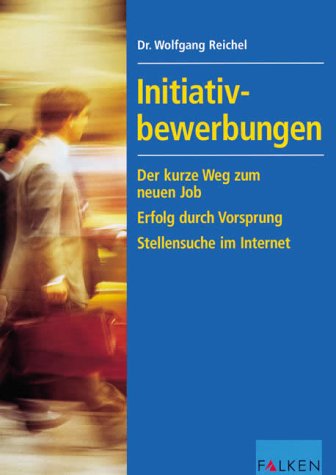 Dr. Wolfgang Reichel
Initiativ-
bewerbungen
Der kurze Weg zum
neuen Job
Erfolg durch Vorsprung
Stellensuche im Internet
FALKEN